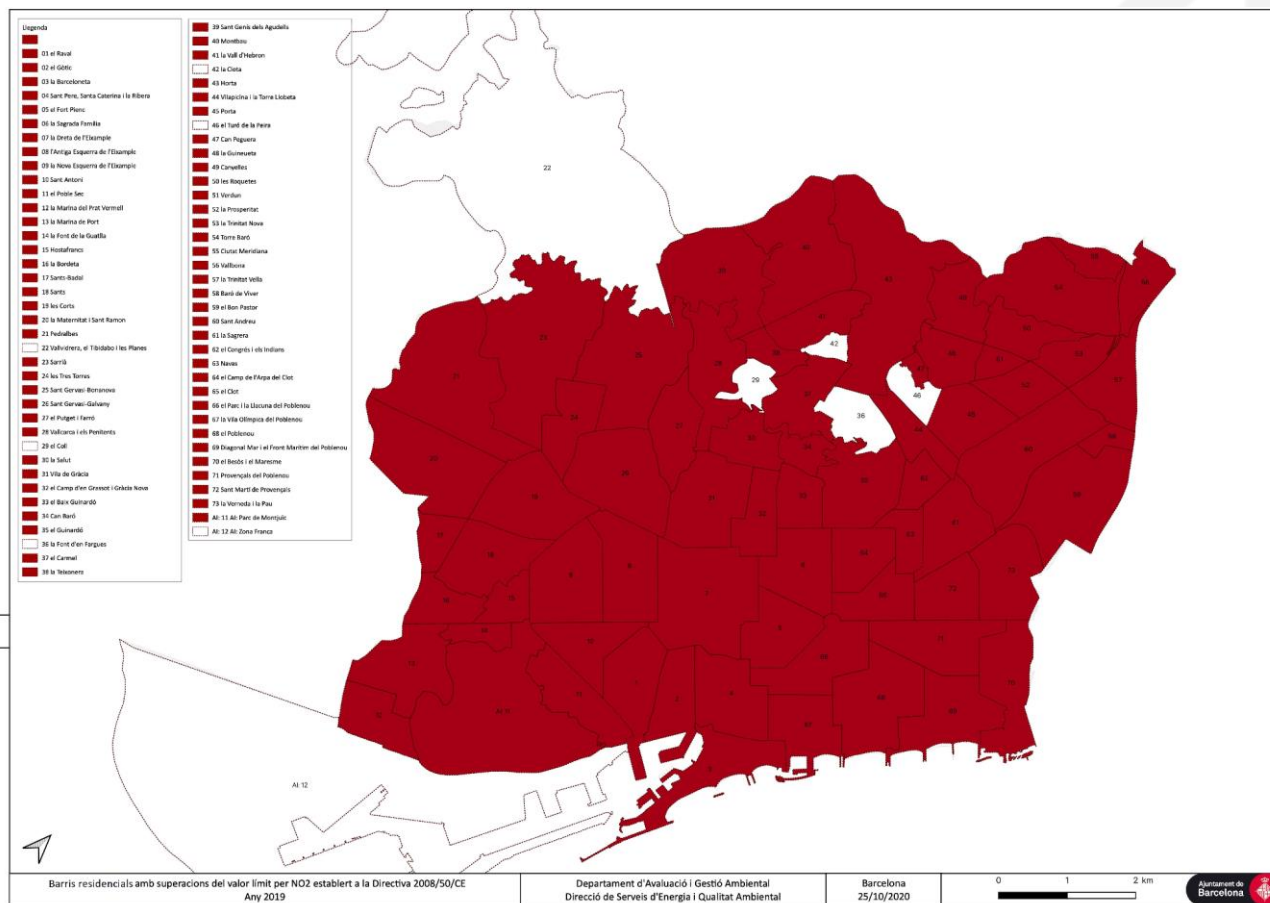 Llegenda
01 el Raval
02 el Gòtic
03 la Barceloneta
04 Sant Pere, Santa Caterina i la Ribera
05 el Fort Pienc
06 la Sagrada Família
07 la Dreta de l'Eixample
08 l'Antiga Esquerra de l'Eixample
09 la Nova Esquerra de l'Eixample
10 Sant Antoni
11 el Poble Sec
12 la Marina del Prat Vermell
13 la Marina de Port
14 la Font de la Guatlla
15 Hostafrancs
16 la Bordeta
17 Sants-Badal
18 Sants
19 les Corts
20 la Maternitat i Sant Ramon
21 Pedralbes
22 Vallvidrera, el Tibidabo i les Planes
23 Sarrià
24 les Tres Torres
25 Sant Gervasi-Bonanova
26 Sant Gervasi-Galvany
27 el Putget i Farró
28 Vallcarca i els Penitents
29 el Coll
30 la Salut
31 Vila de Gràcia
32 el Camp d'en Grassot i Gràcia Nova
33 el Baix Guinardó
34 Can Baró
35 el Guinardó
36 la Font d'en Fargues
37 el Carmel
38 la Teixonera
39 Sant Genís dels Agudells
40 Montbau
41 la Vall d'Hebron
42 la Clota
43 Horta
44 Vilapicina i la Torre Llobeta
45 Porta
46 el Turó de la Peira
47 Can Peguera
48 la Guineueta
49 Canyelles
50 les Roquetes
51 Verdun
52 la Prosperitat
53 la Trinitat Nova
54 Torre Baró
55 Ciutat Meridiana
56 Vallbona
57 la Trinitat Vella
58 Baró de Viver
59 el Bon Pastor
60 Sant Andreu
61 la Sagrera
62 el Congrés i els Indians
63 Navas
64 el Camp de l'Arpa del Clot
65 el Clot
66 el Parc i la Llacuna del Poblenou
67 la Vila Olímpica del Poblenou
68 el Poblenou
69 Diagonal Mar i el Front Marítim del Poblenou
70 el Besòs i el Maresme
71 Provençals del Poblenou
72 Sant Martí de Provençals
73 la Verneda i la Pau
AI: 11 AI: Parc de Montjuïc
AI: 12 AI: Zona Franca
22
42
29
46
36
AI: 12
Barris residencials amb superacions del valor límit per NO2 establert a la Directiva 2008/50/CE
Any 2019
Departament d'Avaluació i Gestió Ambiental
Direcció de Serveis d'Energia i Qualitat Ambiental
Barcelona
25/10/2020
0 1 2 km
Ajuntament de
Barcelona